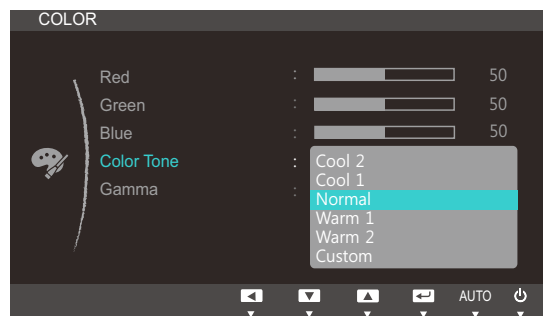 COLOR
Red : 50
Green : 50
Blue : 50
Color Tone : Cool 2
Cool 1
Gamma : Normal
Warm 1
Warm 2
Custom
AUTO